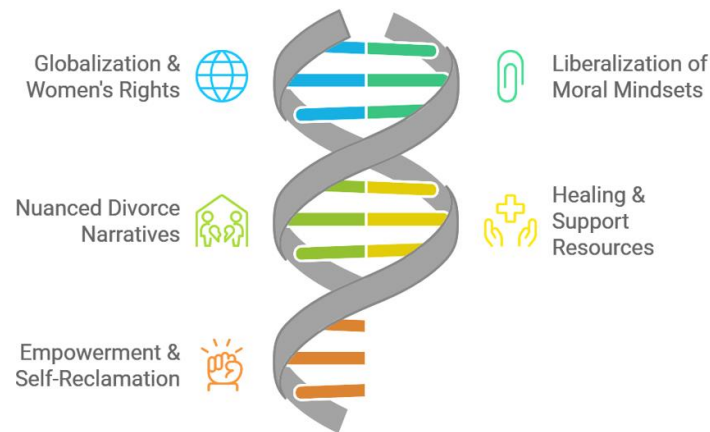 Globalization &
Women's Rights
Liberalization of
Moral Mindsets
Nuanced Divorce
Narratives
Healing &
Support
Resources
Empowerment &
Self-Reclamation